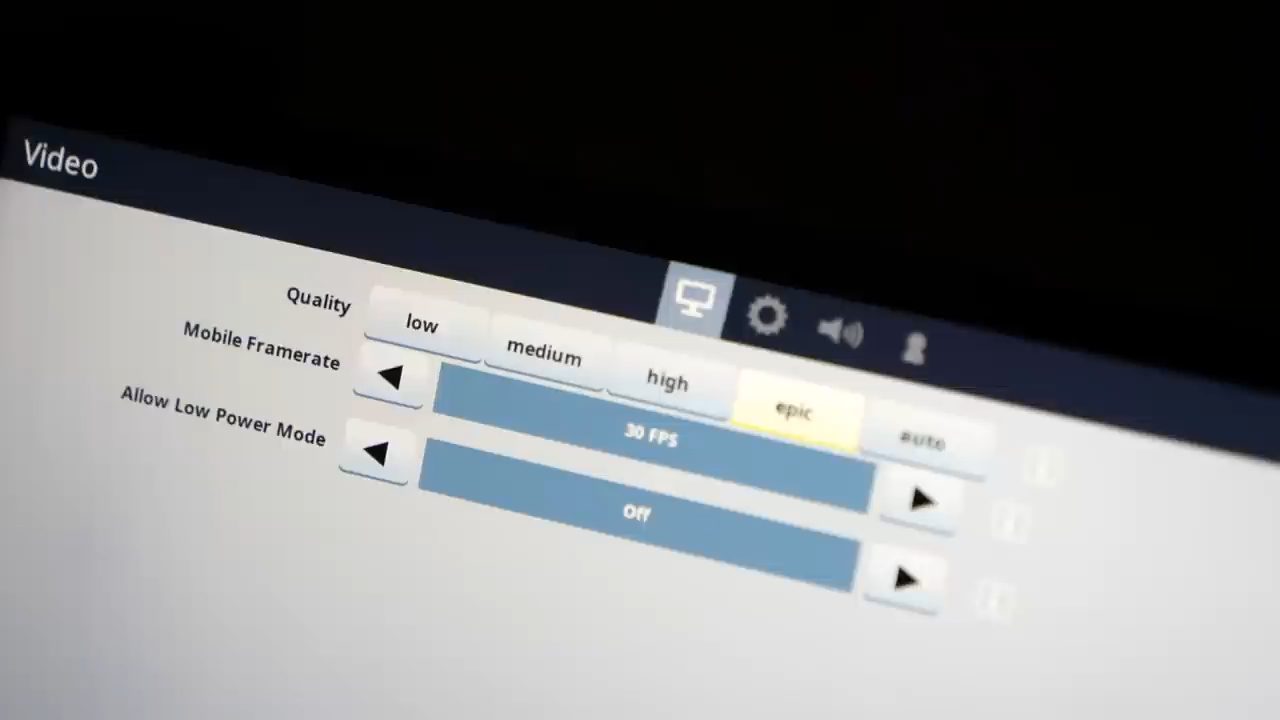 Video
Quality
low
medium
high
epic
auto
Mobile Framerate
30 FPS
Allow Low Power Mode
Off